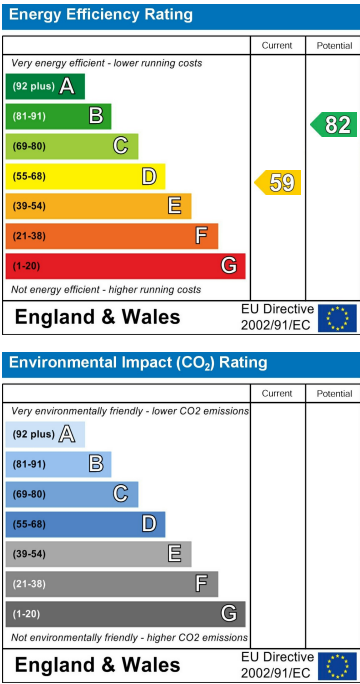 Energy Efficiency Rating
Current Potential
Very energy efficient - lower running costs
(92 plus) A
(81-91) B
(69-80) C
(55-68) D
(39-54) E
(21-38) F
(1-20) G
59
82
Not energy efficient - higher running costs
England & Wales
EU Directive
2002/91/EC
Environmental Impact (CO₂) Rating
Current Potential
Very environmentally friendly - lower CO2 emissions
(92 plus) A
(81-91) B
(69-80) C
(55-68) D
(39-54) E
(21-38) F
(1-20) G
Not environmentally friendly - higher CO2 emissions
England & Wales
EU Directive
2002/91/EC